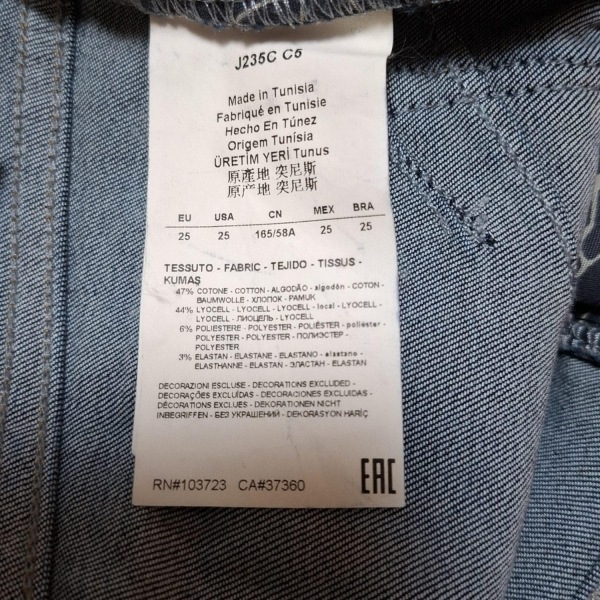 J235C C5
Made in Tunisia
Fabriqué en Tunisie
Hecho En Túnez
Origem Tunísia
ÜRETİM YERİ Tunus
原產地 突尼斯
原产地 突尼斯
EU USA CN MEX BRA
25 25 165/58A 25 25
TESSUTO - FABRIC - TEJIDO - TISSUS -
KUMAŞ
47% COTONE - COTTON - ALGODÃO - algodón - COTON -
BAUMWOLLE - ХЛОПОК - PAMUK
44% LYOCELL - LYOCELL - LYOCELL - local - LYOCELL -
LYOCELL - ЛИОЦЕЛЬ - LYOCELL
6% POLIESTERE - POLYESTER - POLIÉSTER - poliéster -
POLYESTER - POLYESTER - ПОЛИЭСТЕР -
POLYESTER
3% ELASTAN - ELASTANE - ELASTANO - elastano -
ELASTHANNE - ELASTAN - ЭЛАСТАН - ELASTAN
DECORAZIONI ESCLUSE - DECORATIONS EXCLUDED -
DECORAÇÕES EXCLUÍDAS - DECORACIONES EXCLUIDAS -
DÉCORATIONS EXCLUES - DEKORATIONEN NICHT
INBEGRIFFEN - БЕЗ УКРАШЕНИЙ - DEKORASYON HARİÇ
RN#103723 CA#37360
EAC